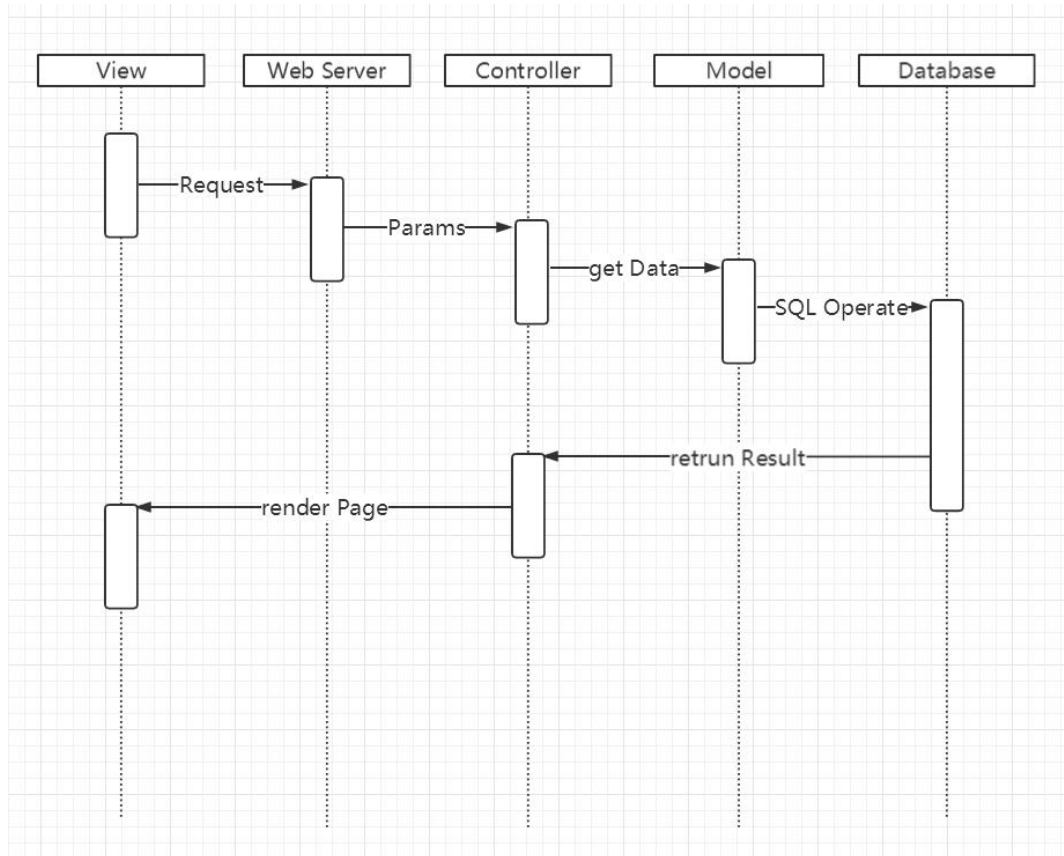 View
Web Server
Controller
Model
Database
Request
Params
get Data
SQL Operate
retrun Result
render Page